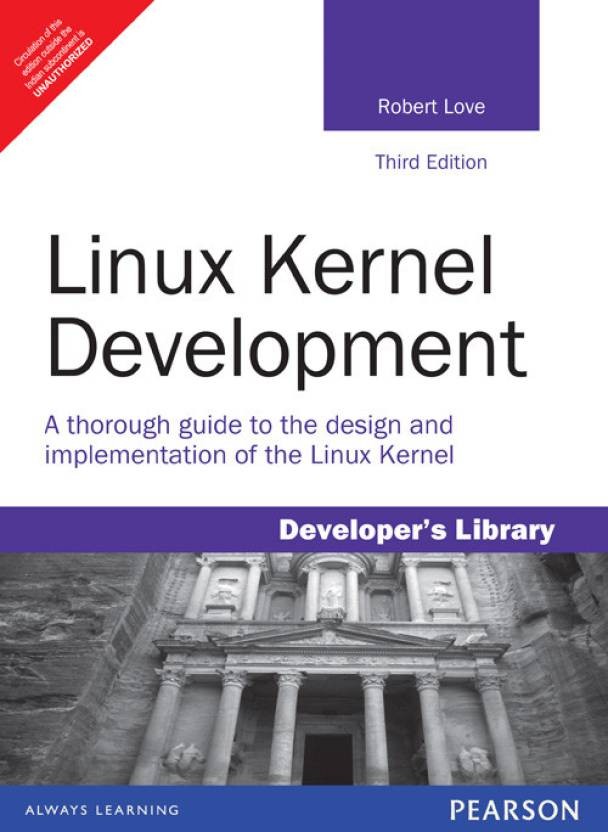 Circulation of this
edition outside the
Indian subcontinent is
UNAUTHORIZED
Robert Love
Third Edition
Linux Kernel
Development
A thorough guide to the design and
implementation of the Linux Kernel
Developer's Library
ALWAYS LEARNING
PEARSON